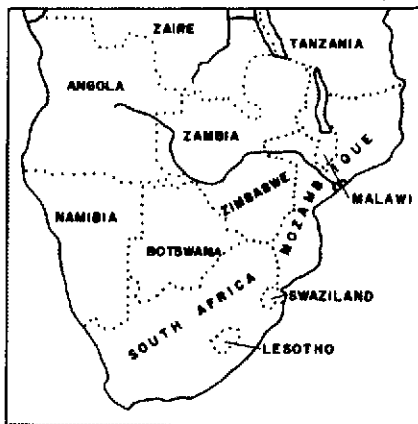 ZAIRE
TANZANIA
ANGOLA
ZAMBIA
MALAWI
MOZAMBIQUE
ZIMBABWE
NAMIBIA
BOTSWANA
SWAZILAND
SOUTH AFRICA
LESOTHO